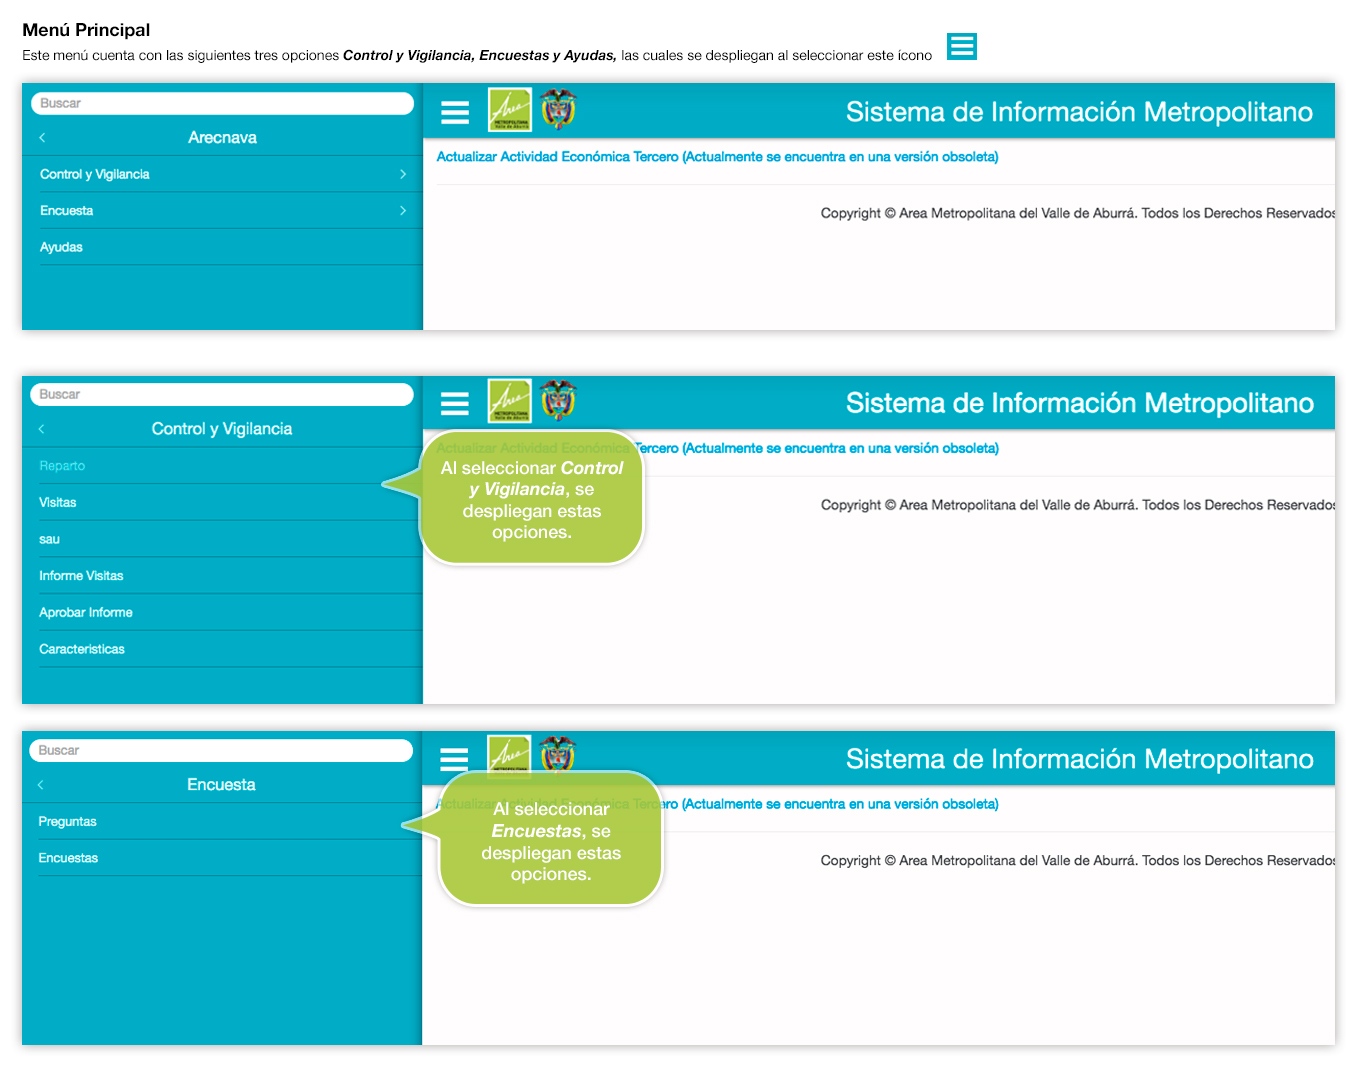 Menú Principal
Este menú cuenta con las siguientes tres opciones Control y Vigilancia, Encuestas y Ayudas, las cuales se despliegan al seleccionar este ícono
Buscar
Arecnava
Control y Vigilancia
Encuesta
Ayudas
Area
METROPOLITANA
Valle de Aburrá
Sistema de Información Metropolitano
Actualizar Actividad Económica Tercero (Actualmente se encuentra en una versión obsoleta)
Copyright © Area Metropolitana del Valle de Aburrá. Todos los Derechos Reservados
Buscar
Control y Vigilancia
Reparto
Visitas
sau
Informe Visitas
Aprobar Informe
Caracteristicas
Area
METROPOLITANA
Valle de Aburrá
Sistema de Información Metropolitano
Actualizar Actividad Económica Tercero (Actualmente se encuentra en una versión obsoleta)
Al seleccionar Control
y Vigilancia, se
despliegan estas
opciones.
Copyright © Area Metropolitana del Valle de Aburrá. Todos los Derechos Reservados
Buscar
Encuesta
Preguntas
Encuestas
Area
METROPOLITANA
Sistema de Información Metropolitano
Actualizar Actividad Económica Tercero (Actualmente se encuentra en una versión obsoleta)
Al seleccionar
Encuestas, se
despliegan estas
opciones.
Copyright © Area Metropolitana del Valle de Aburrá. Todos los Derechos Reservados